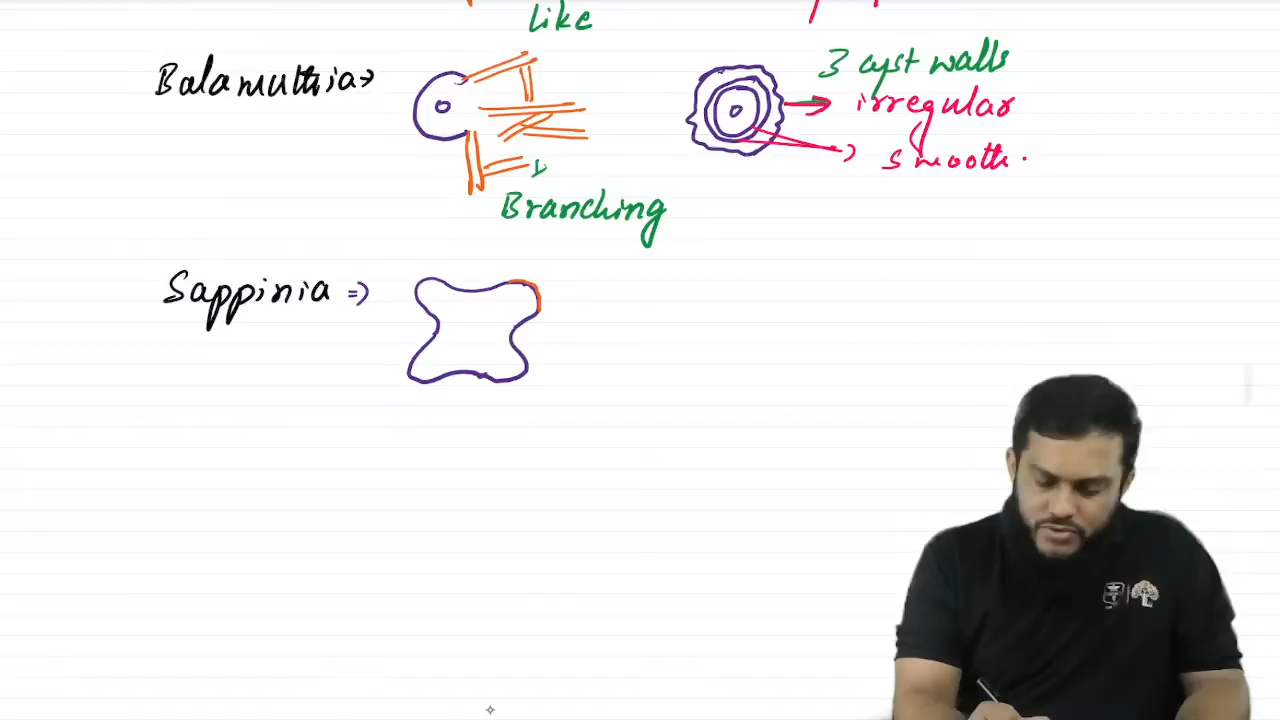 like
Balamuthia →
3 cyst walls
irregular
smooth.
Branching
Sappinia ⇒